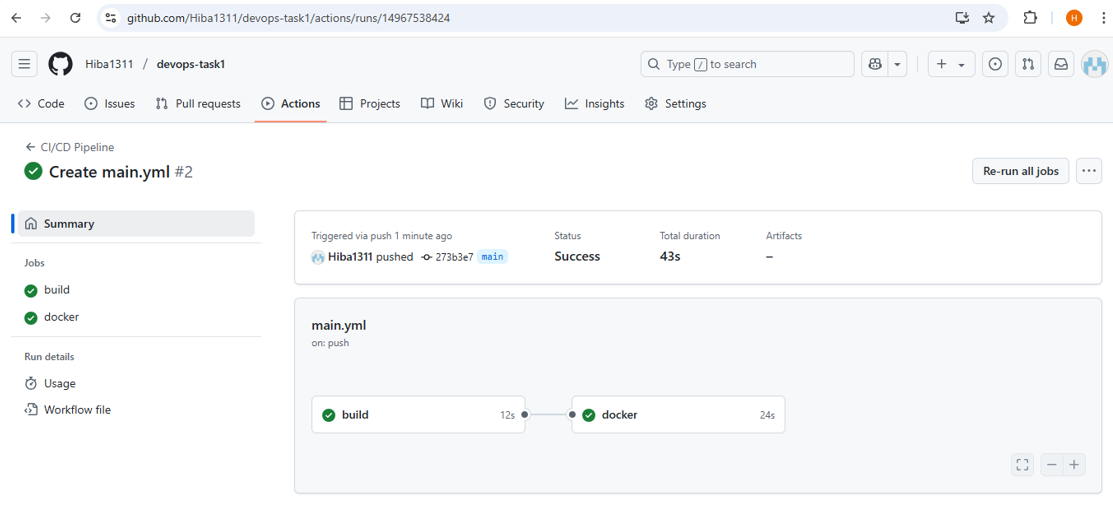 github.com/Hiba1311/devops-task1/actions/runs/14967538424
H
Hiba1311 / devops-task1
Type / to search
Code Issues Pull requests Actions Projects Wiki Security Insights Settings
CI/CD Pipeline
Create main.yml #2
Re-run all jobs
Summary
Jobs
build
docker
Run details
Usage
Workflow file
Triggered via push 1 minute ago Status Total duration Artifacts
Hiba1311 pushed 273b3e7 main Success 43s –
main.yml
on: push
build 12s docker 24s